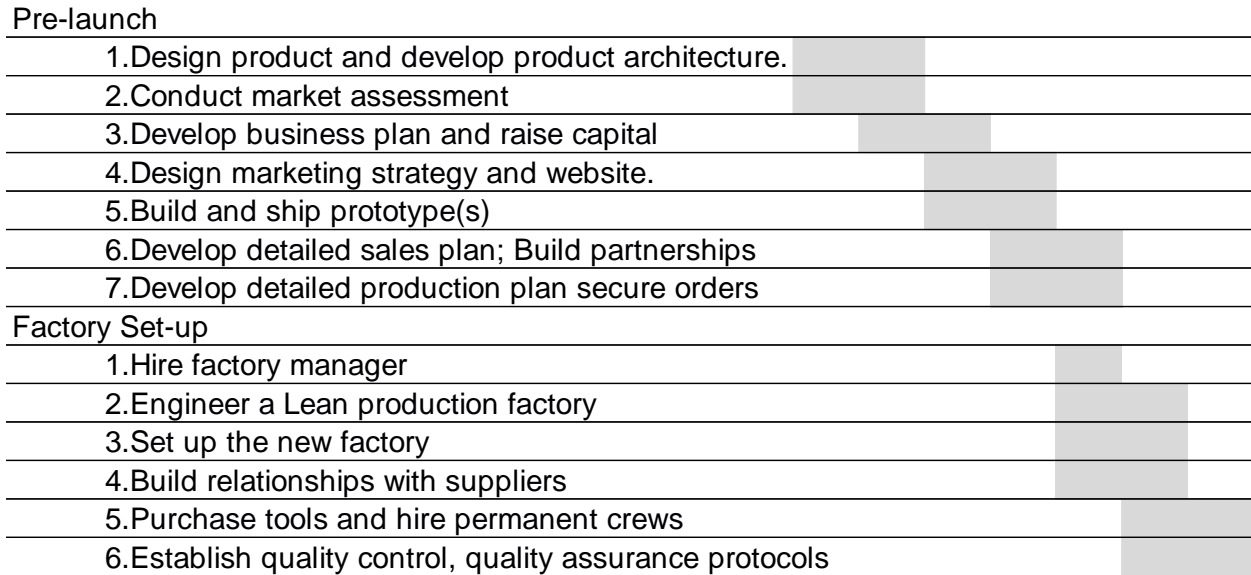 Pre-launch
1.Design product and develop product architecture.
2.Conduct market assessment
3.Develop business plan and raise capital
4.Design marketing strategy and website.
5.Build and ship prototype(s)
6.Develop detailed sales plan; Build partnerships
7.Develop detailed production plan secure orders
Factory Set-up
1.Hire factory manager
2.Engineer a Lean production factory
3.Set up the new factory
4.Build relationships with suppliers
5.Purchase tools and hire permanent crews
6.Establish quality control, quality assurance protocols